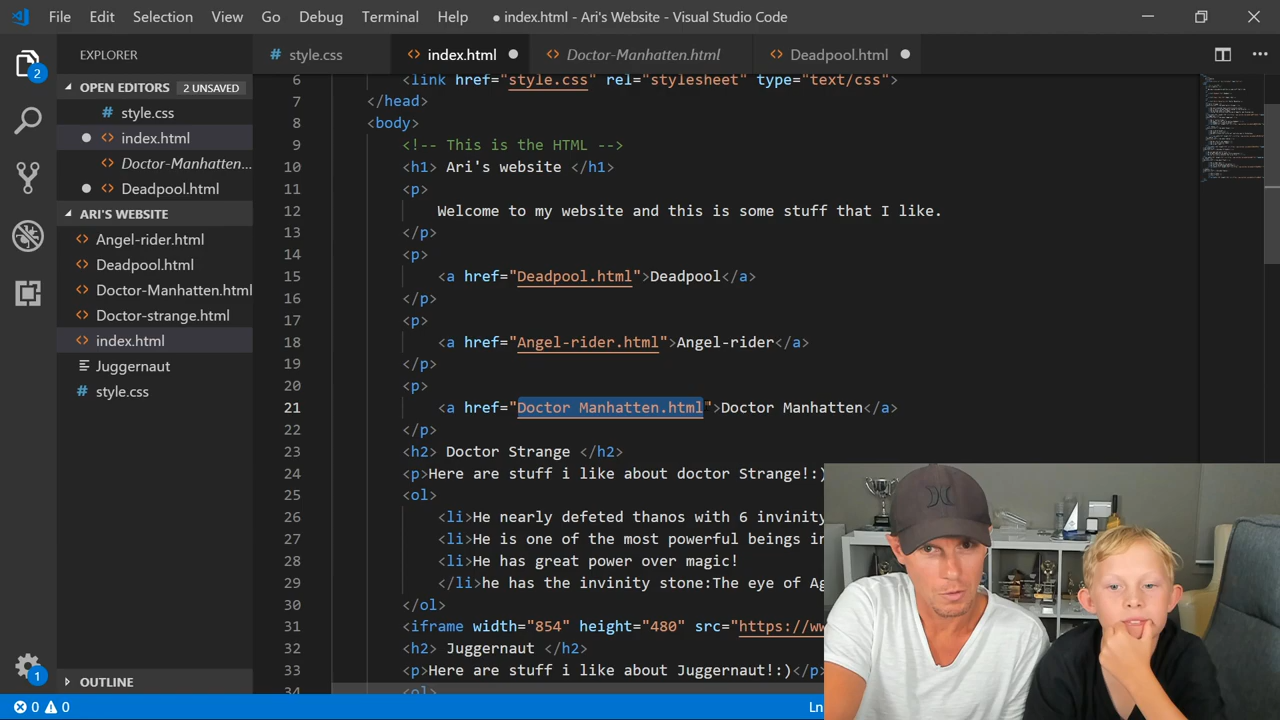 File Edit Selection View Go Debug Terminal Help ● index.html - Ari's Website - Visual Studio Code
EXPLORER
style.css index.html Doctor-Manhatten.html Deadpool.html
OPEN EDITORS 2 UNSAVED
style.css
index.html
Doctor-Manhatten...
Deadpool.html
ARI'S WEBSITE
Angel-rider.html
Deadpool.html
Doctor-Manhatten.html
Doctor-strange.html
index.html
Juggernaut
style.css
OUTLINE
2
1
6 <link href="style.css" rel="stylesheet" type="text/css">
7 </head>
8 <body>
9 <!-- This is the HTML -->
10 <h1> Ari's website </h1>
11 <p>
12 Welcome to my website and this is some stuff that I like.
13 </p>
14 <p>
15 <a href="Deadpool.html">Deadpool</a>
16 </p>
17 <p>
18 <a href="Angel-rider.html">Angel-rider</a>
19 </p>
20 <p>
21 <a href="Doctor Manhatten.html">Doctor Manhatten</a>
22 </p>
23 <h2> Doctor Strange </h2>
24 <p>Here are stuff i like about doctor Strange!:)
25 <ol>
26 <li>He nearly defeted thanos with 6 invinity
27 <li>He is one of the most powerful beings in
28 <li>He has great power over magic!
29 </li>he has the invinity stone:The eye of Ag
30 </ol>
31 <iframe width="854" height="480" src="https://ww
32 <h2> Juggernaut </h2>
33 <p>Here are stuff i like about Juggernaut!:)</p
34 <ol>
0 0 Ln